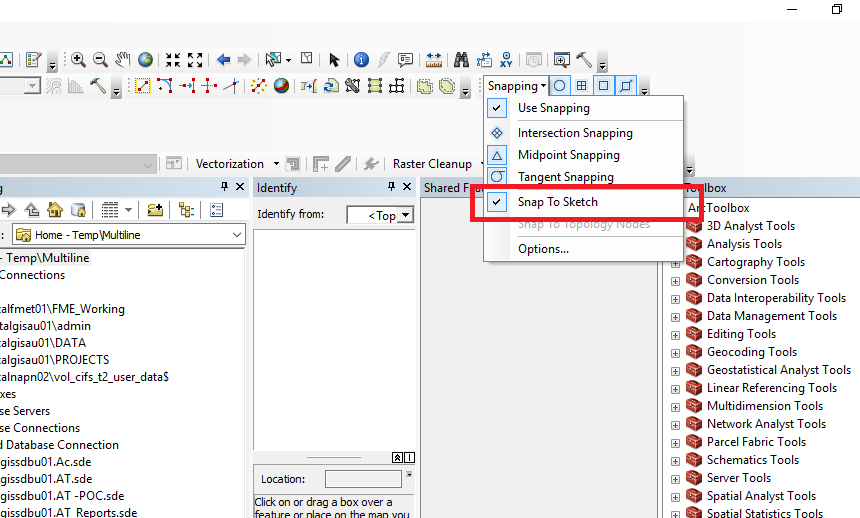 XY
Snapping
Use Snapping
Intersection Snapping
Midpoint Snapping
Tangent Snapping
Snap To Sketch
Snap To Topology Nodes
Options...
Vectorization
Raster Cleanup
g
Identify
Shared Fea
Toolbox
Identify from:
<Top
: Home - Temp\Multiline
- Temp\Multiline
Connections
talfmet01\FME_Working
talgisau01\admin
talgisau01\DATA
talgisau01\PROJECTS
talnapn02\vol_cifs_t2_user_data$
xes
se Servers
se Connections
d Database Connection
gissdbu01.Ac.sde
gissdbu01.AT.sde
gissdbu01.AT -POC.sde
gissdbu01.AT_Reports.sde
Location:
Click on or drag a box over a
feature or place on the map you
ArcToolbox
3D Analyst Tools
Analysis Tools
Cartography Tools
Conversion Tools
Data Interoperability Tools
Data Management Tools
Editing Tools
Geocoding Tools
Geostatistical Analyst Tools
Linear Referencing Tools
Multidimension Tools
Network Analyst Tools
Parcel Fabric Tools
Schematics Tools
Server Tools
Spatial Analyst Tools
Spatial Statistics Tools